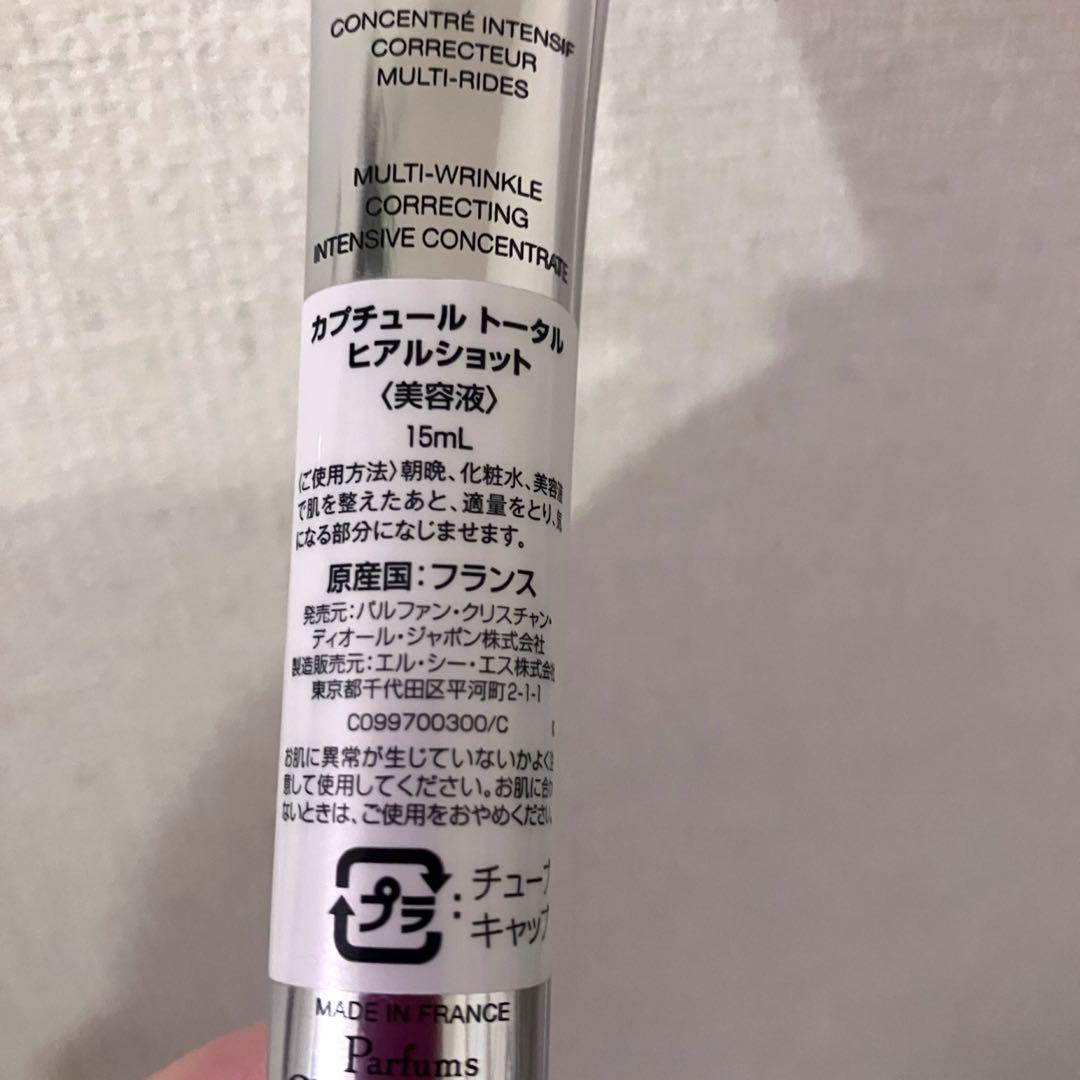 CONCENTRÉ INTENSIF
CORRECTEUR
MULTI-RIDES
MULTI-WRINKLE
CORRECTING
INTENSIVE CONCENTRATE
カプチュール トータル
ヒアルショット
〈美容液〉
15mL
〈ご使用方法〉朝晩、化粧水、美容液
で肌を整えたあと、適量をとり、気
になる部分になじませます。
原産国：フランス
発売元：パルファン・クリスチャン・
ディオール・ジャポン株式会社
製造販売元：エル・シー・エス株式会社
東京都千代田区平河町2-1-1
C099700300/C
お肌に異常が生じていないかよく注
意して使用してください。お肌に合わ
ないときは、ご使用をおやめください。
プラ：チューブ
キャップ
MADE IN FRANCE
Parfums